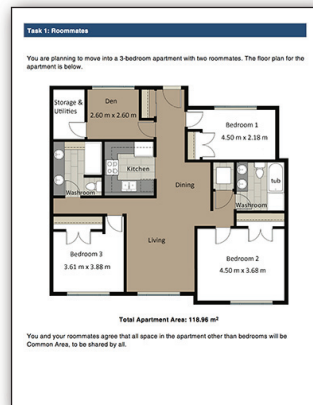 Task 1: Roommates
You are planning to move into a 3-bedroom apartment with two roommates. The floor plan for the
apartment is below.
Storage &
Utilities
Den
2.60 m x 2.60 m
Bedroom 1
4.50 m x 2.18 m
Kitchen
Washroom
Dining
tub
Washroom
Living
Bedroom 3
3.61 m x 3.88 m
Bedroom 2
4.50 m x 3.68 m
Total Apartment Area: 118.96 m²
You and your roommates agree that all space in the apartment other than bedrooms will be
Common Area, to be shared by all.